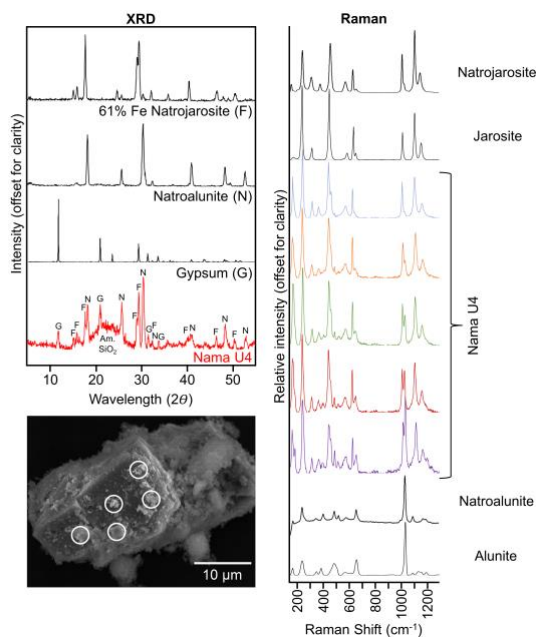 XRD
61% Fe Natrojarosite (F)
Natroalunite (N)
Gypsum (G)
F
F
F
N
G
Am.
SiO2
N
F
F
N
G
F
N
G
F
N
F
N
F
N
Nama U4
Intensity (offset for clarity)
10 20 30 40 50
Wavelength (2θ)
10 µm
Raman
Natrojarosite
Jarosite
Nama U4
Natroalunite
Alunite
Relative intensity (offset for clarity)
200 400 600 800 1000 1200
Raman Shift (cm-1)